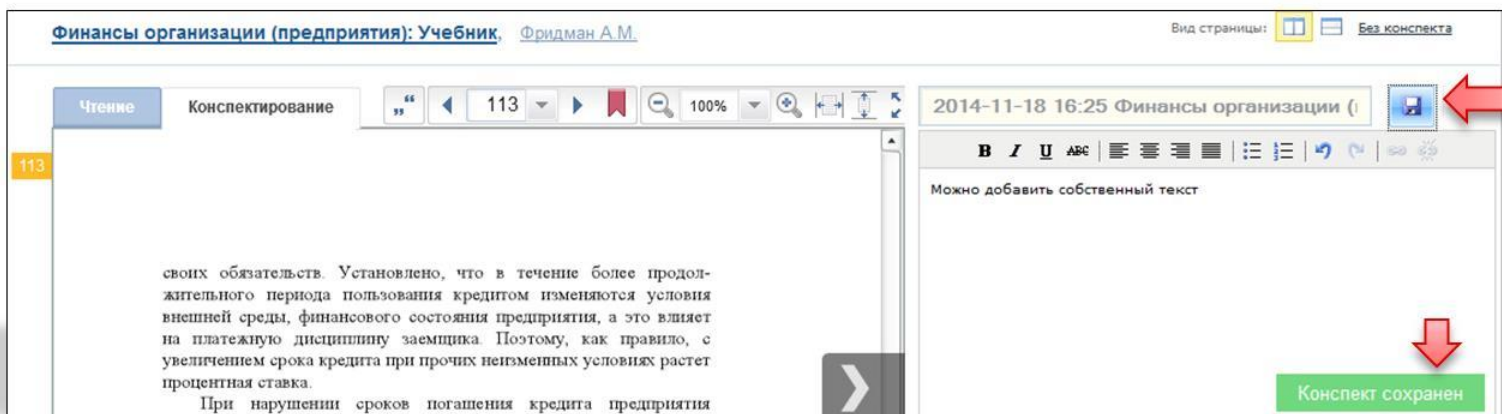 Финансы организации (предприятия): Учебник, Фридман А.М.
Вид страницы: Без конспекта
Чтение Конспектирование „“ 113 100%
2014-11-18 16:25 Финансы организации (
B I U ABC
113
Можно добавить собственный текст
своих обязательств. Установлено, что в течение более продол-
жительного периода пользования кредитом изменяются условия
внешней среды, финансового состояния предприятия, а это влияет
на платежную дисциплину заемщика. Поэтому, как правило, с
увеличением срока кредита при прочих неизменных условиях растет
процентная ставка.
При нарушении сроков погашения кредита предприятия
Конспект сохранен